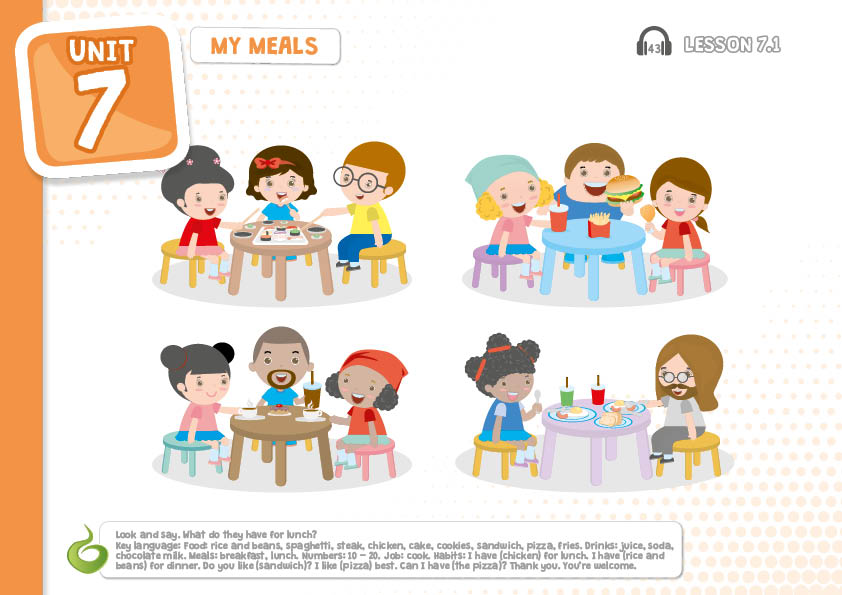 UNIT
7
MY MEALS
43
LESSON 7.1
Look and say. What do they have for lunch?
Key language: Food: rice and beans, spaghetti, steak, chicken, cake, cookies, sandwich, pizza, fries. Drinks: juice, soda,
chocolate milk. Meals: breakfast, lunch. Numbers: 10 – 20. Job: cook. Habits: I have (chicken) for lunch. I have (rice and
beans) for dinner. Do you like (sandwich)? I like (pizza) best. Can I have (the pizza)? Thank you. You're welcome.